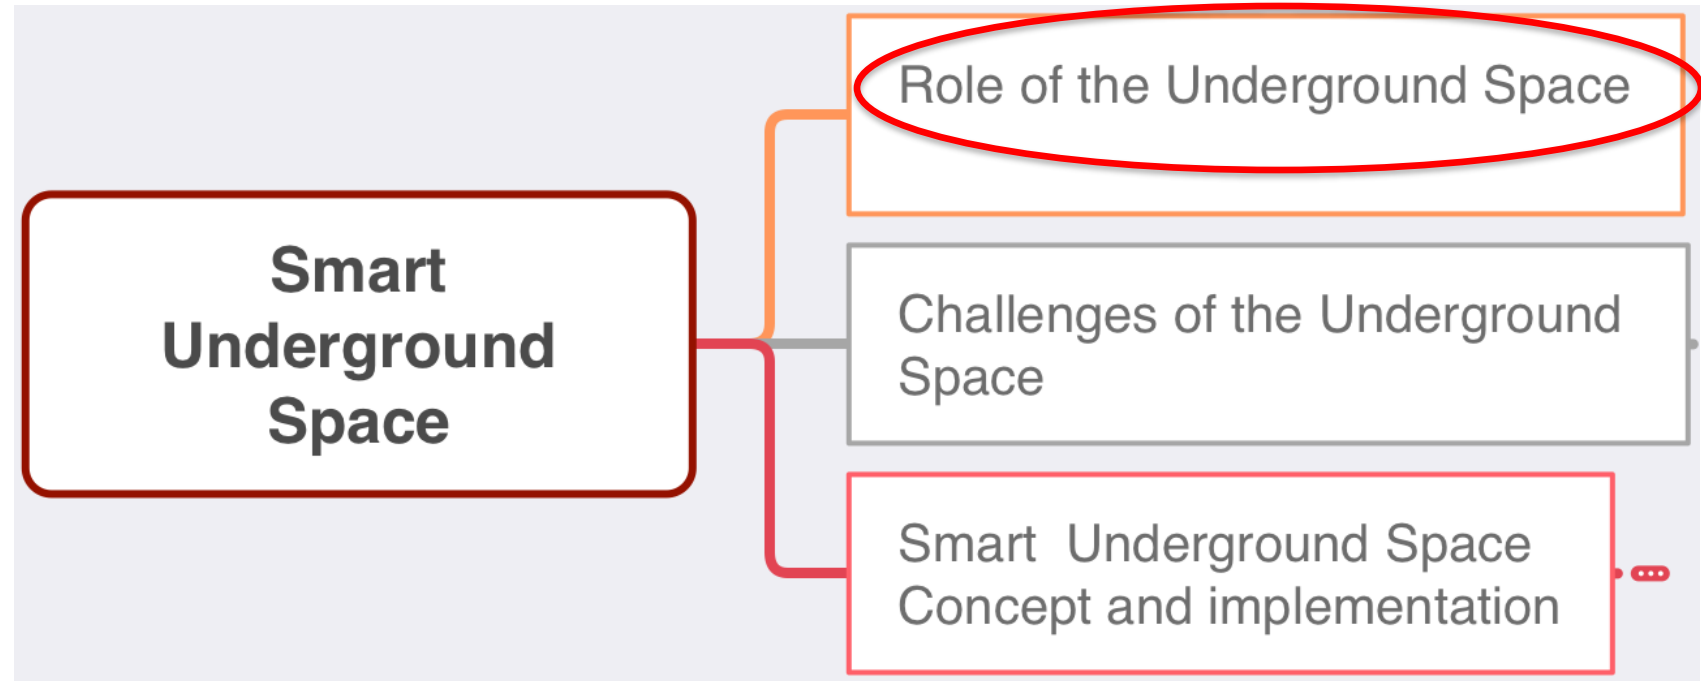 Smart
Underground
Space
Role of the Underground Space
Challenges of the Underground
Space
Smart  Underground Space
Concept and implementation